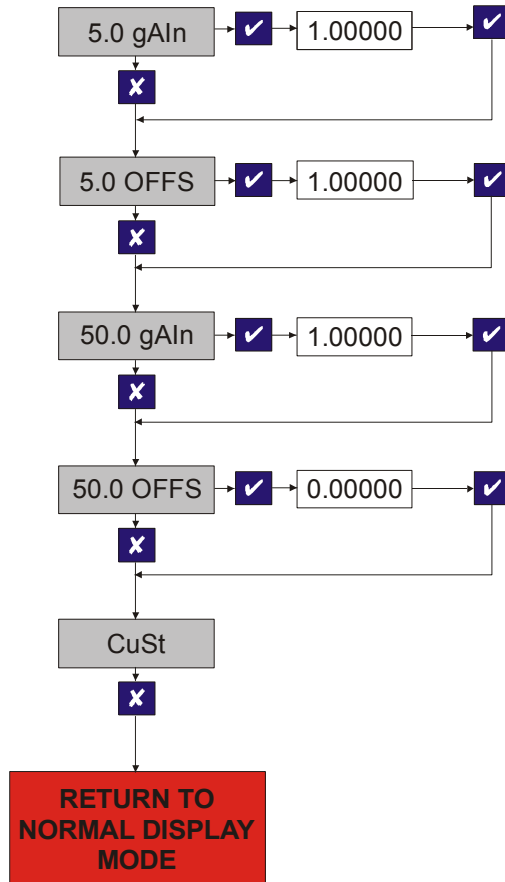 5.0 gAIn ✔ 1.00000 ✔
✘
5.0 OFFS ✔ 1.00000 ✔
✘
50.0 gAIn ✔ 1.00000 ✔
✘
50.0 OFFS ✔ 0.00000 ✔
✘
CuSt
✘
RETURN TO
NORMAL DISPLAY
MODE